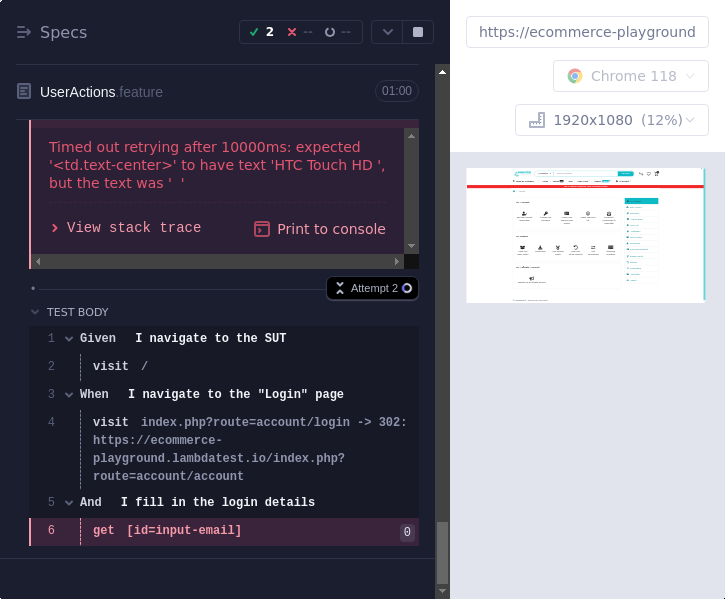 Specs
2
--
--
UserActions.feature
01:00
Timed out retrying after 10000ms: expected
'<td.text-center>' to have text 'HTC Touch HD ',
but the text was '  '
View stack trace
Print to console
Attempt 2
TEST BODY
1 Given I navigate to the SUT
2 visit /
3 When I navigate to the "Login" page
4 visit index.php?route=account/login -> 302:
https://ecommerce-
playground.lambdatest.io/index.php?
route=account/account
5 And I fill in the login details
6 get [id=input-email] 0
https://ecommerce-playground
Chrome 118
1920x1080 (12%)